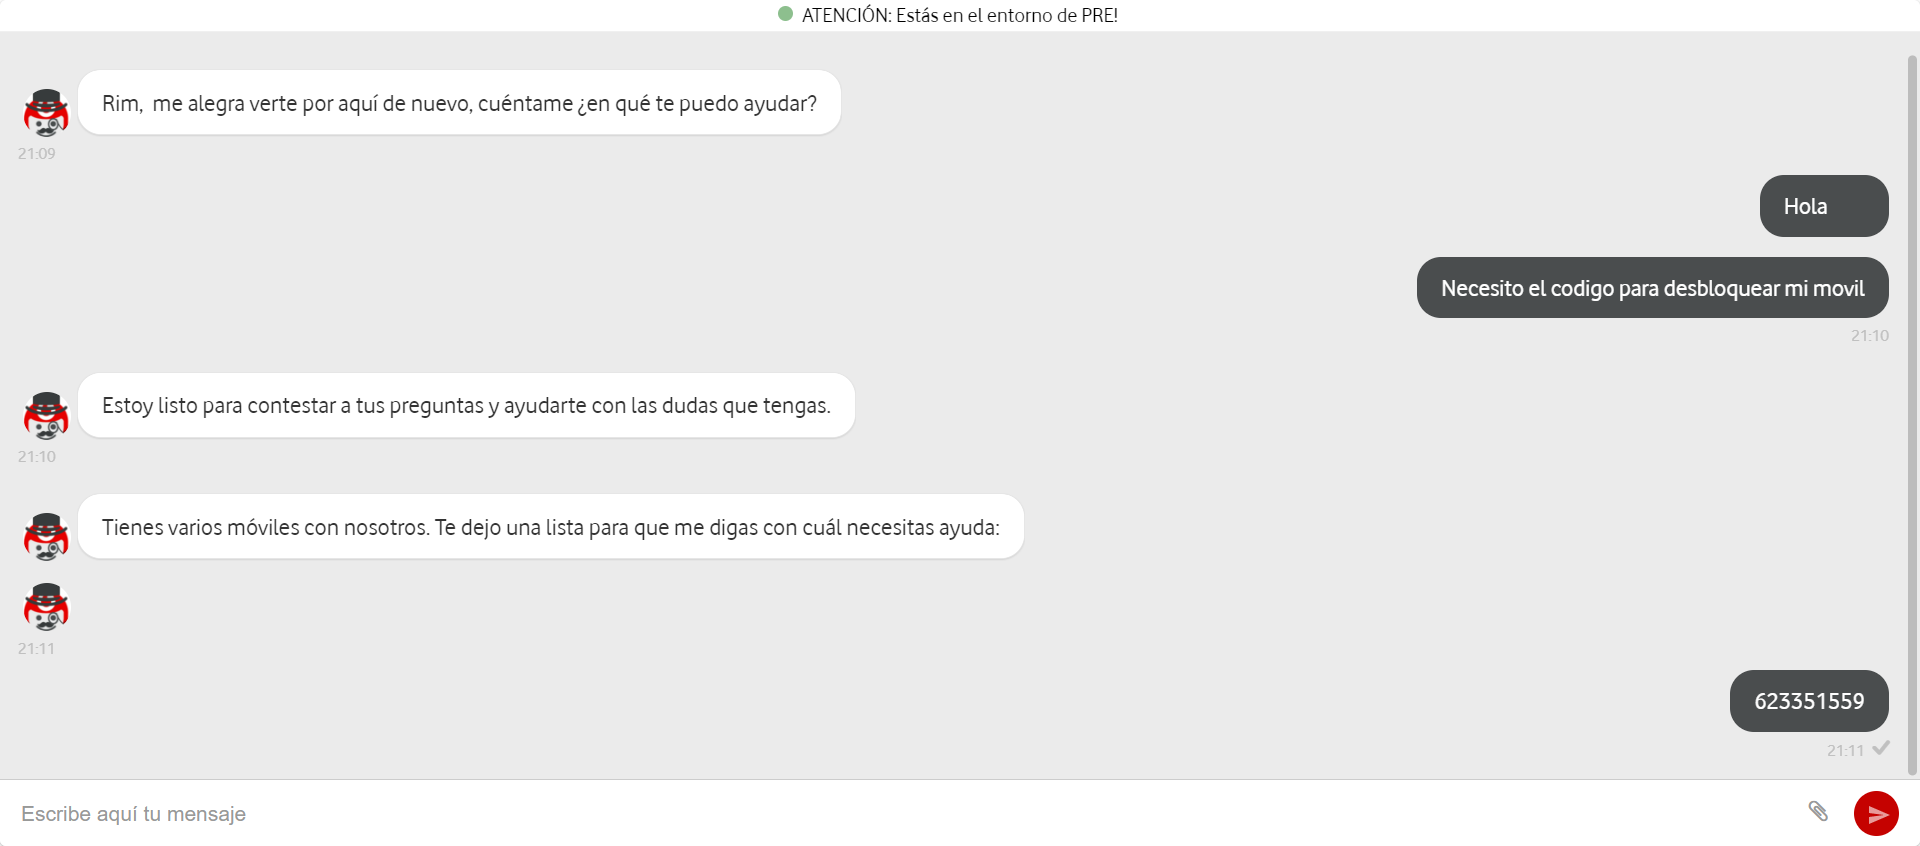 ATENCIÓN: Estás en el entorno de PRE!
Rim,  me alegra verte por aquí de nuevo, cuéntame ¿en qué te puedo ayudar?
21:09
Hola
Necesito el codigo para desbloquear mi movil
21:10
Estoy listo para contestar a tus preguntas y ayudarte con las dudas que tengas.
21:10
Tienes varios móviles con nosotros. Te dejo una lista para que me digas con cuál necesitas ayuda:
21:11
623351559
21:11
Escribe aquí tu mensaje